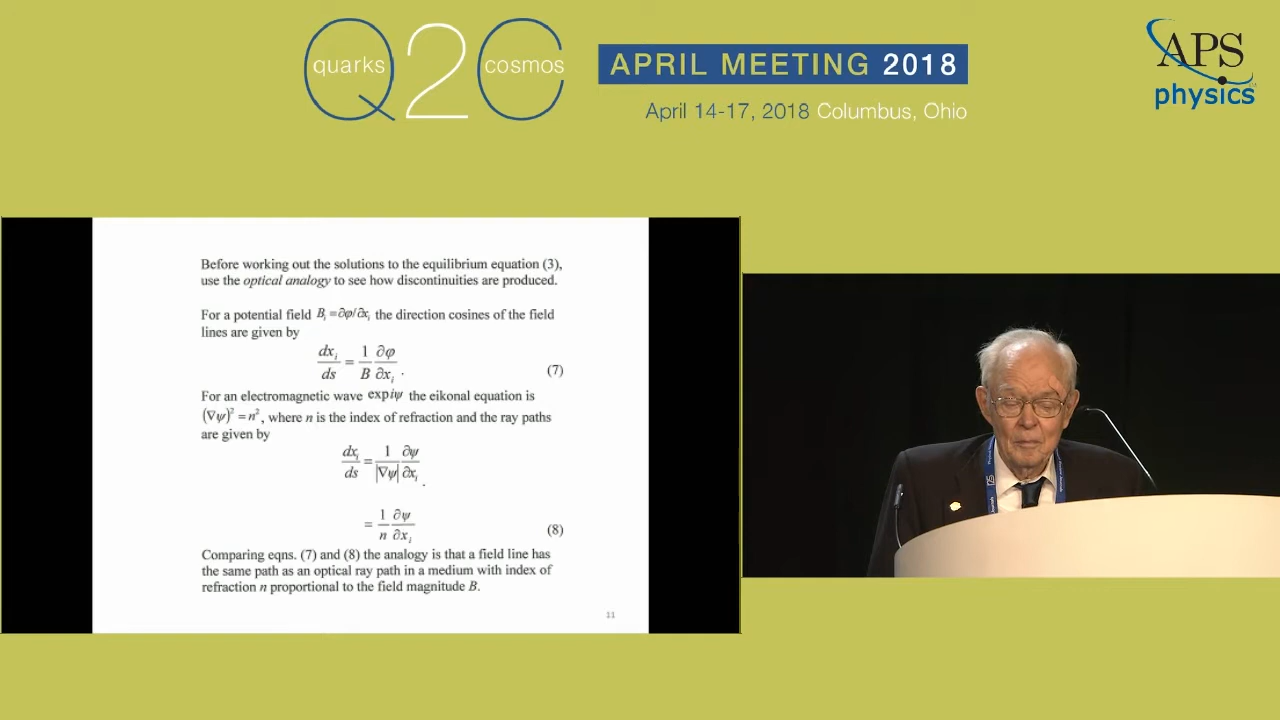 quarks Q2C cosmos
APRIL MEETING 2018
April 14-17, 2018 Columbus, Ohio
APS
physics
Before working out the solutions to the equilibrium equation (3),
use the optical analogy to see how discontinuities are produced.
For a potential field B_i = ∂φ/∂x_i the direction cosines of the field
lines are given by
dx_i/ds = 1/B ∂φ/∂x_i . (7)
For an electromagnetic wave exp iψ the eikonal equation is
(∇ψ)² = n², where n is the index of refraction and the ray paths
are given by
dx_i/ds = 1/|∇ψ| ∂ψ/∂x_i .
= 1/n ∂ψ/∂x_i (8)
Comparing eqns. (7) and (8) the analogy is that a field line has
the same path as an optical ray path in a medium with index of
refraction n proportional to the field magnitude B.
11